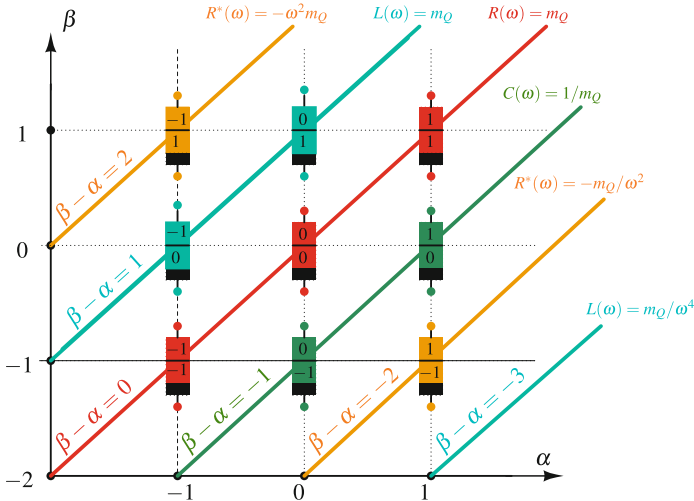 β
R*(ω) = −ω²m_Q
L(ω) = m_Q
R(ω) = m_Q
C(ω) = 1/m_Q
1
−1
1
0
1
1
1
β − α = 2
R*(ω) = −m_Q/ω²
0
−1
0
0
0
1
0
β − α = 1
L(ω) = m_Q/ω⁴
−1
−1
−1
0
−1
1
−1
β − α = 0
β − α = −1
β − α = −2
β − α = −3
α
−2
−1
0
1